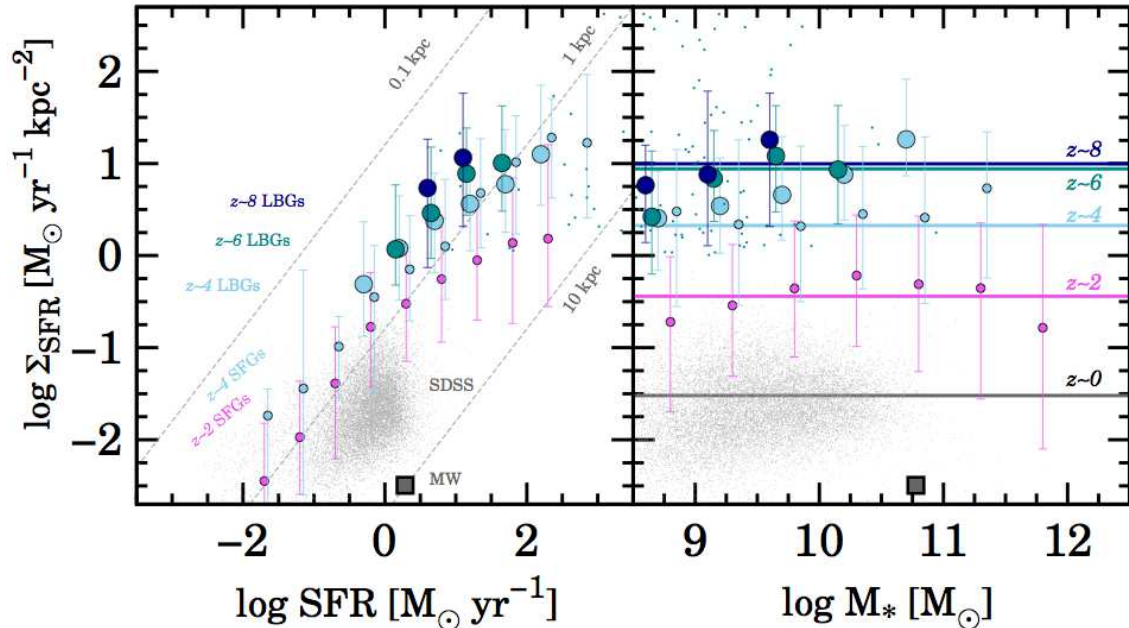 log Σ_SFR [M_⊙ yr⁻¹ kpc⁻²]
2
1
0
−1
−2
0.1 kpc
1 kpc
10 kpc
z~8 LBGs
z~6 LBGs
z~4 LBGs
z~4 SFGs
z~2 SFGs
SDSS
MW
−2
0
2
log SFR [M_⊙ yr⁻¹]
z~8
z~6
z~4
z~2
z~0
9
10
11
12
log M_* [M_⊙]